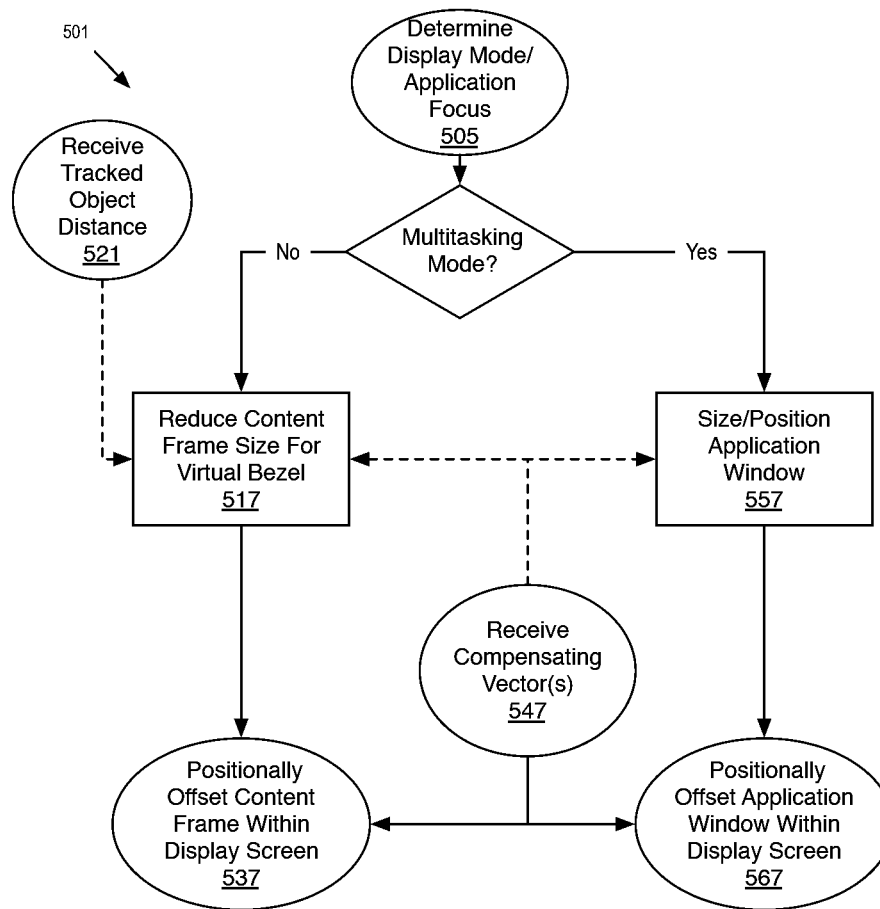 501
Determine
Display Mode/
Application
Focus
505
Receive
Tracked
Object
Distance
521
Multitasking
Mode?
No
Yes
Reduce Content
Frame Size For
Virtual Bezel
517
Size/Position
Application
Window
557
Receive
Compensating
Vector(s)
547
Positionally
Offset Content
Frame Within
Display Screen
537
Positionally
Offset Application
Window Within
Display Screen
567